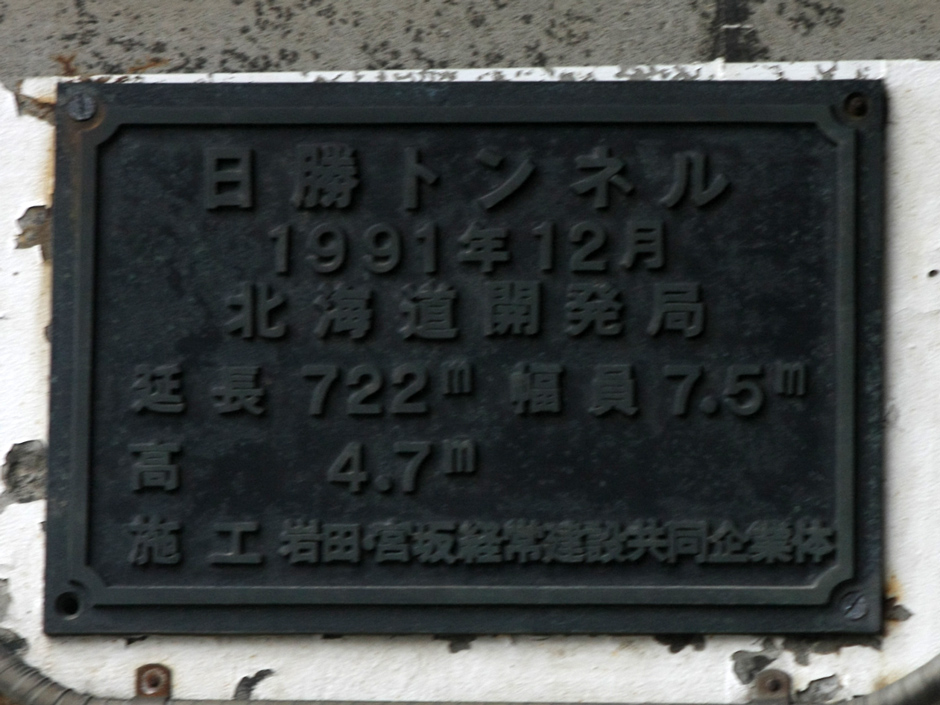 日勝トンネル
1991年12月
北海道開発局
延長 722m 幅員 7.5m
高 4.7m
施工 岩田・宮坂経常建設共同企業体